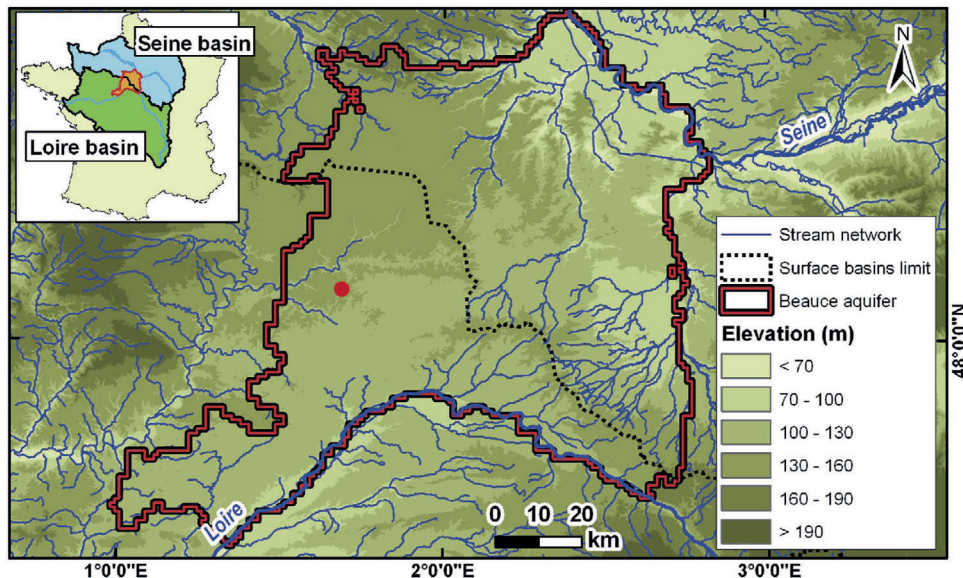 Seine basin
Loire basin
N
Seine
Stream network
Surface basins limit
Beauce aquifer
Elevation (m)
< 70
70 - 100
100 - 130
130 - 160
160 - 190
> 190
48°0'0"N
Loire
0 10 20
km
1°0'0"E
2°0'0"E
3°0'0"E